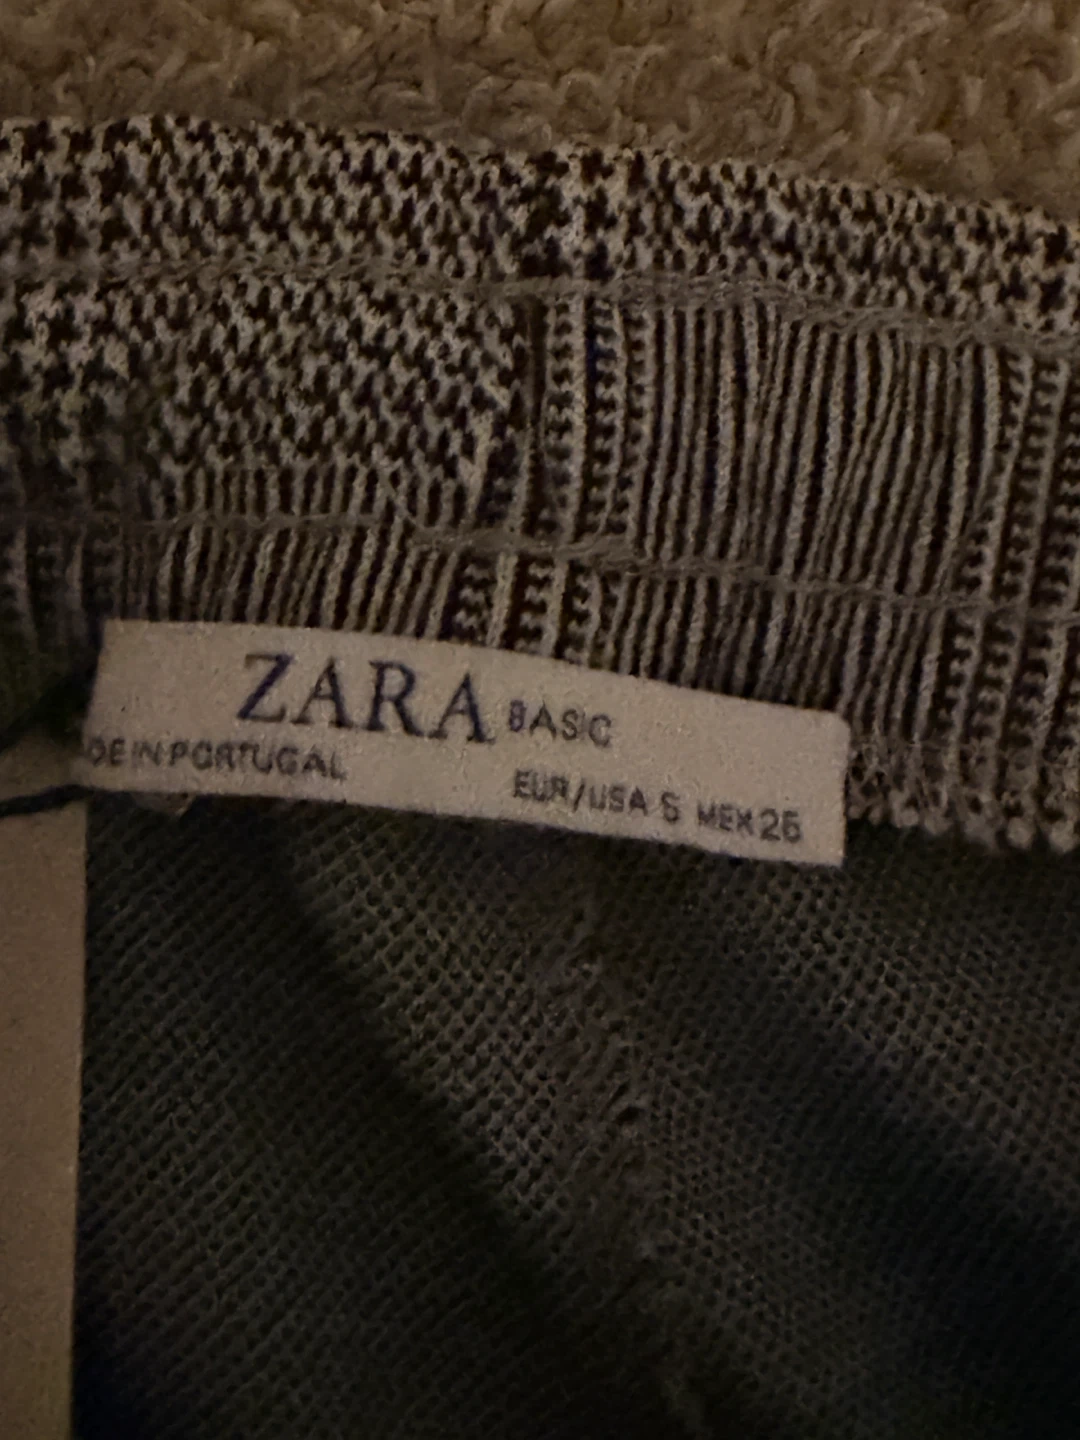 ZARA BASIC
DE IN PORTUGAL
EUR/USA S MEX 26